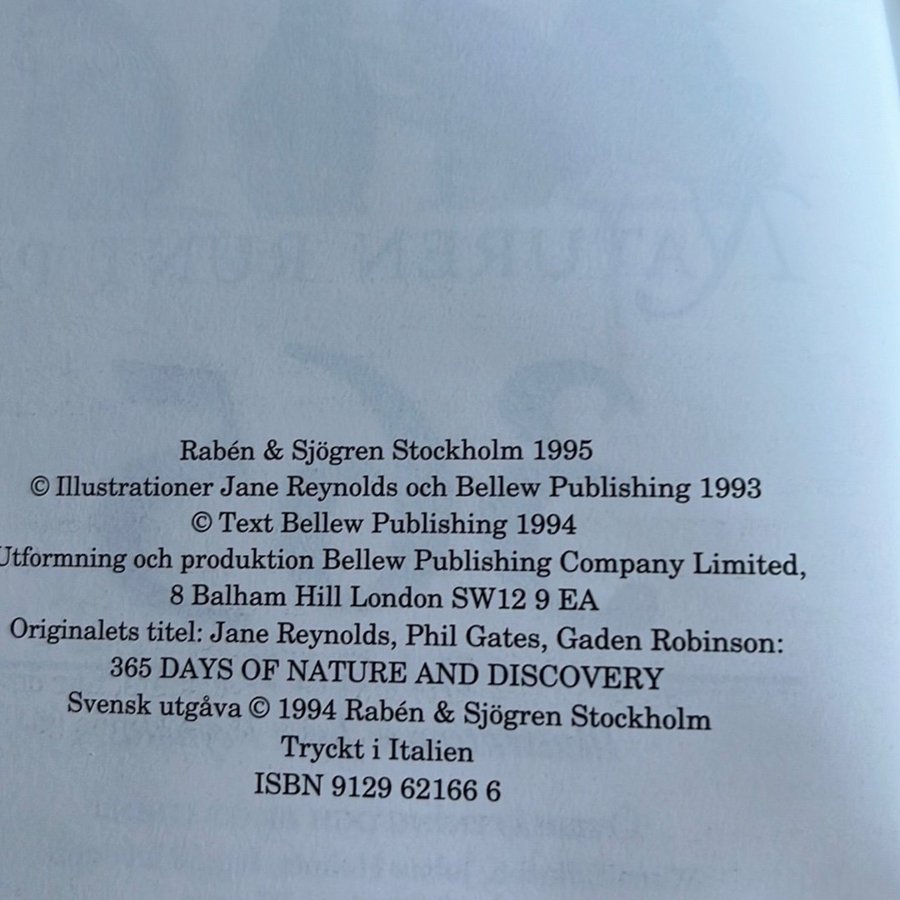 Rabén & Sjögren Stockholm 1995
© Illustrationer Jane Reynolds och Bellew Publishing 1993
© Text Bellew Publishing 1994
Utformning och produktion Bellew Publishing Company Limited,
8 Balham Hill London SW12 9 EA
Originalets titel: Jane Reynolds, Phil Gates, Gaden Robinson:
365 DAYS OF NATURE AND DISCOVERY
Svensk utgåva © 1994 Rabén & Sjögren Stockholm
Tryckt i Italien
ISBN 9129 62166 6